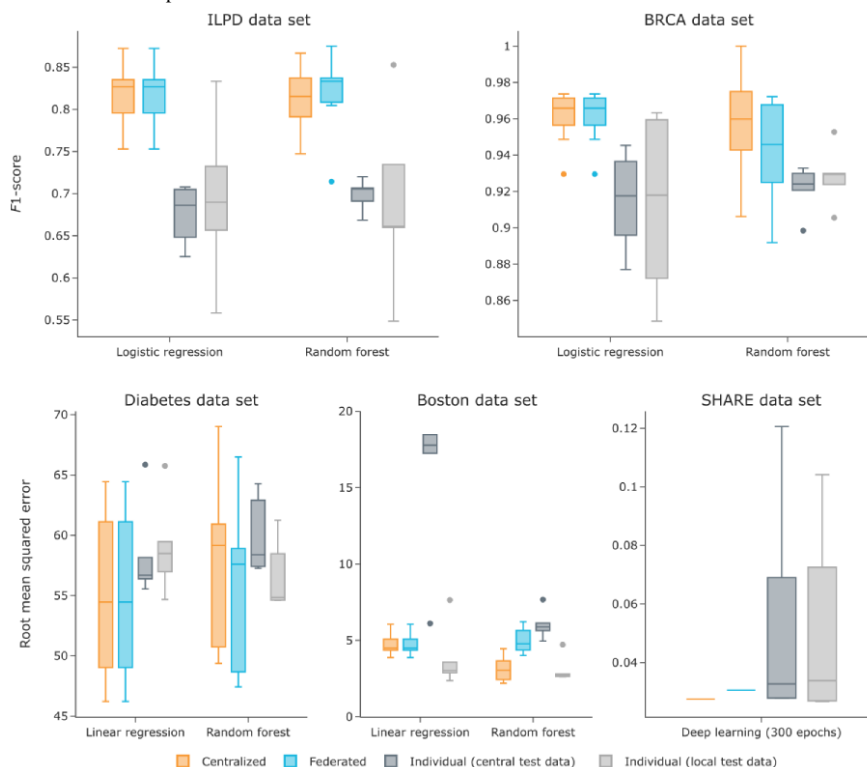 ILPD data set
BRCA data set
F1-score
0.85
0.8
0.75
0.7
0.65
0.6
0.55
Logistic regression
Random forest
1
0.98
0.96
0.94
0.92
0.9
0.88
0.86
Logistic regression
Random forest
Diabetes data set
Boston data set
SHARE data set
Root mean squared error
70
65
60
55
50
45
Linear regression
Random forest
20
15
10
5
0
Linear regression
Random forest
0.12
0.1
0.08
0.06
0.04
Deep learning (300 epochs)
Centralized
Federated
Individual (central test data)
Individual (local test data)